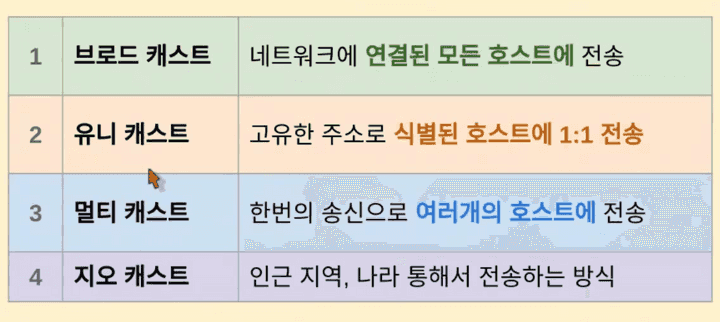 1 브로드 캐스트 네트워크에 연결된 모든 호스트에 전송
2 유니 캐스트 고유한 주소로 식별된 호스트에 1:1 전송
3 멀티 캐스트 한번의 송신으로 여러개의 호스트에 전송
4 지오 캐스트 인근 지역, 나라 통해서 전송하는 방식